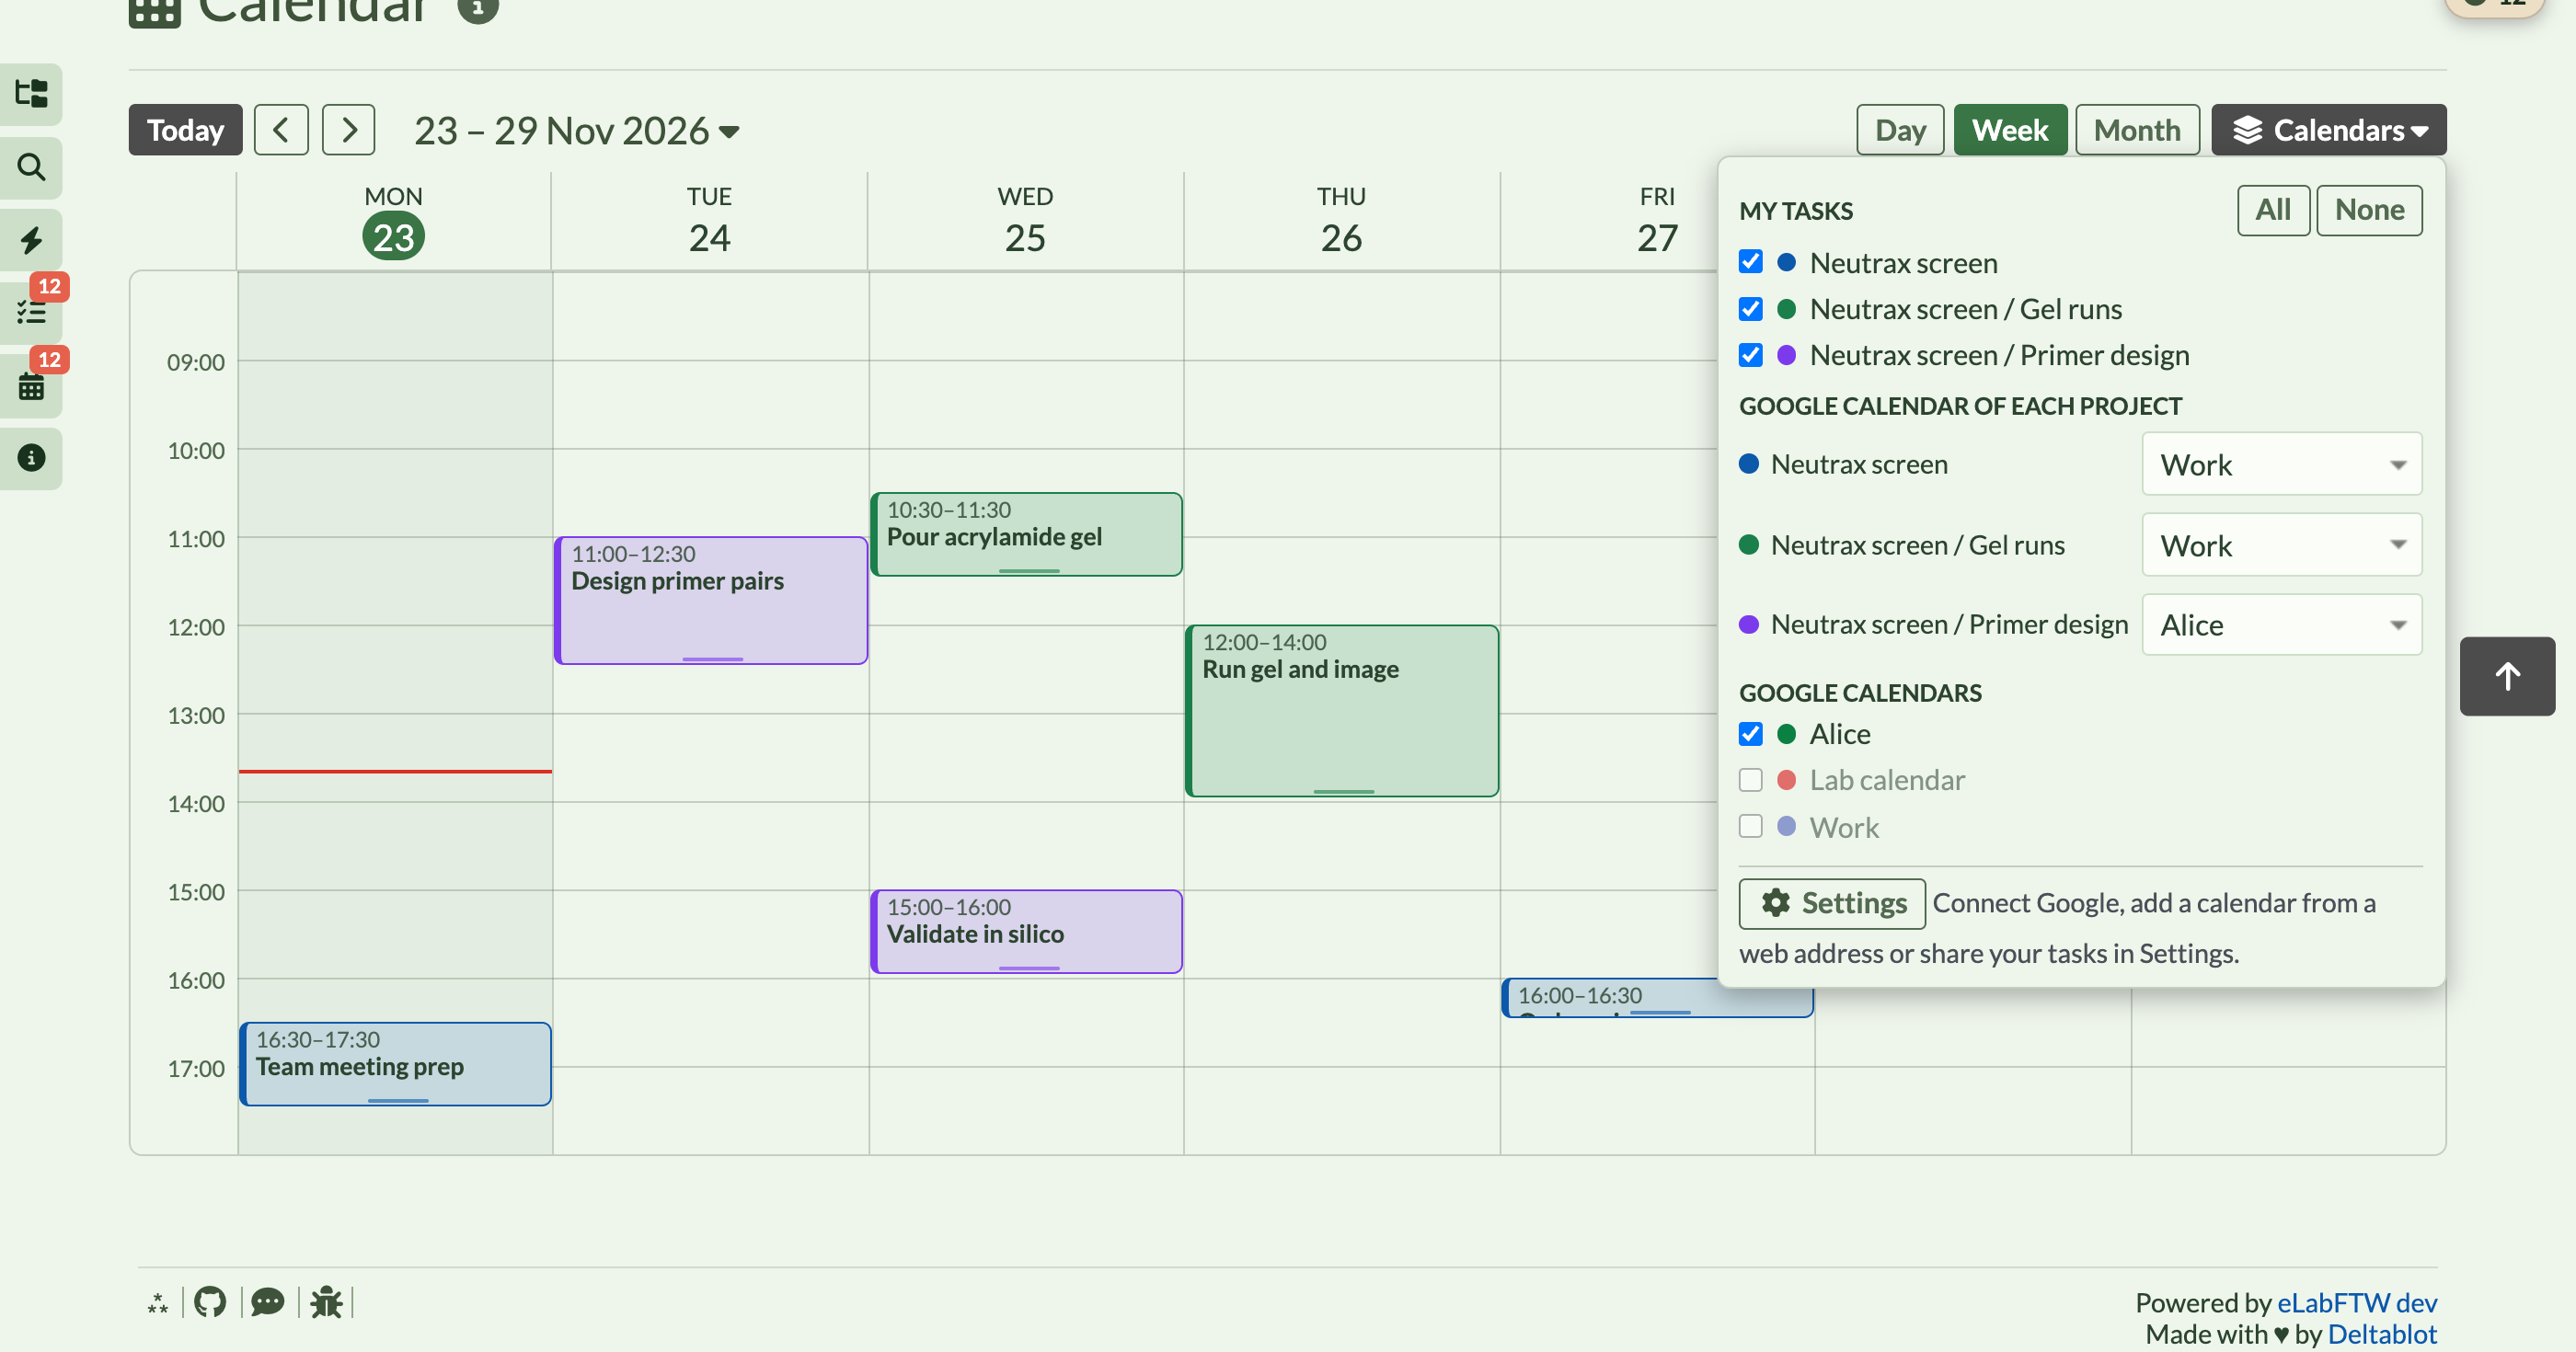 Calendar
12
Today
23 – 29 Nov 2026
Day
Week
Month
Calendars
MON
23
TUE
24
WED
25
THU
26
FRI
27
12
12
09:00
10:00
11:00
12:00
13:00
14:00
15:00
16:00
17:00
16:30–17:30
Team meeting prep
11:00–12:30
Design primer pairs
10:30–11:30
Pour acrylamide gel
15:00–16:00
Validate in silico
12:00–14:00
Run gel and image
16:00–16:30
MY TASKS
All
None
Neutrax screen
Neutrax screen / Gel runs
Neutrax screen / Primer design
GOOGLE CALENDAR OF EACH PROJECT
Neutrax screen
Work
Neutrax screen / Gel runs
Work
Neutrax screen / Primer design
Alice
GOOGLE CALENDARS
Alice
Lab calendar
Work
Settings Connect Google, add a calendar from a
web address or share your tasks in Settings.
Powered by eLabFTW dev
Made with ♥ by Deltablot